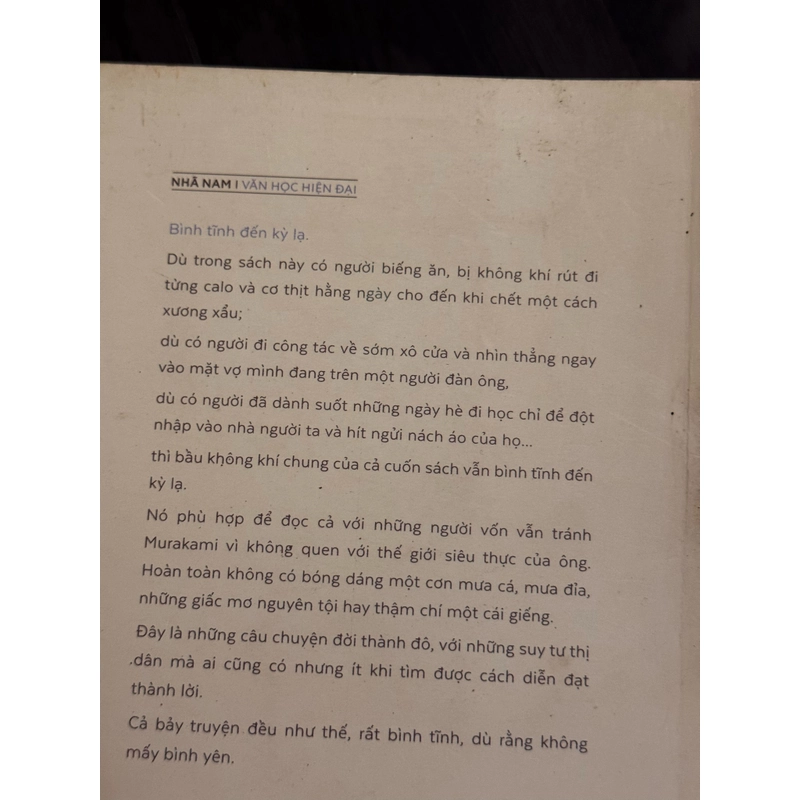 NHÃ NAM | VĂN HỌC HIỆN ĐẠI
Bình tĩnh đến kỳ lạ.
Dù trong sách này có người biếng ăn, bị không khí rút đi
từng calo và cơ thịt hằng ngày cho đến khi chết một cách
xương xẩu;
dù có người đi công tác về sớm xô cửa và nhìn thẳng ngay
vào mặt vợ mình đang trên một người đàn ông,
dù có người đã dành suốt những ngày hè đi học chỉ để đột
nhập vào nhà người ta và hít ngửi nách áo của họ...
thì bầu không khí chung của cả cuốn sách vẫn bình tĩnh đến
kỳ lạ.
Nó phù hợp để đọc cả với những người vốn vẫn tránh
Murakami vì không quen với thế giới siêu thực của ông.
Hoàn toàn không có bóng dáng một cơn mưa cá, mưa đỉa,
những giấc mơ nguyên tội hay thậm chí một cái giếng.
Đây là những câu chuyện đời thành đô, với những suy tư thị
dân mà ai cũng có nhưng ít khi tìm được cách diễn đạt
thành lời.
Cả bảy truyện đều như thế, rất bình tĩnh, dù rằng không
mấy bình yên.